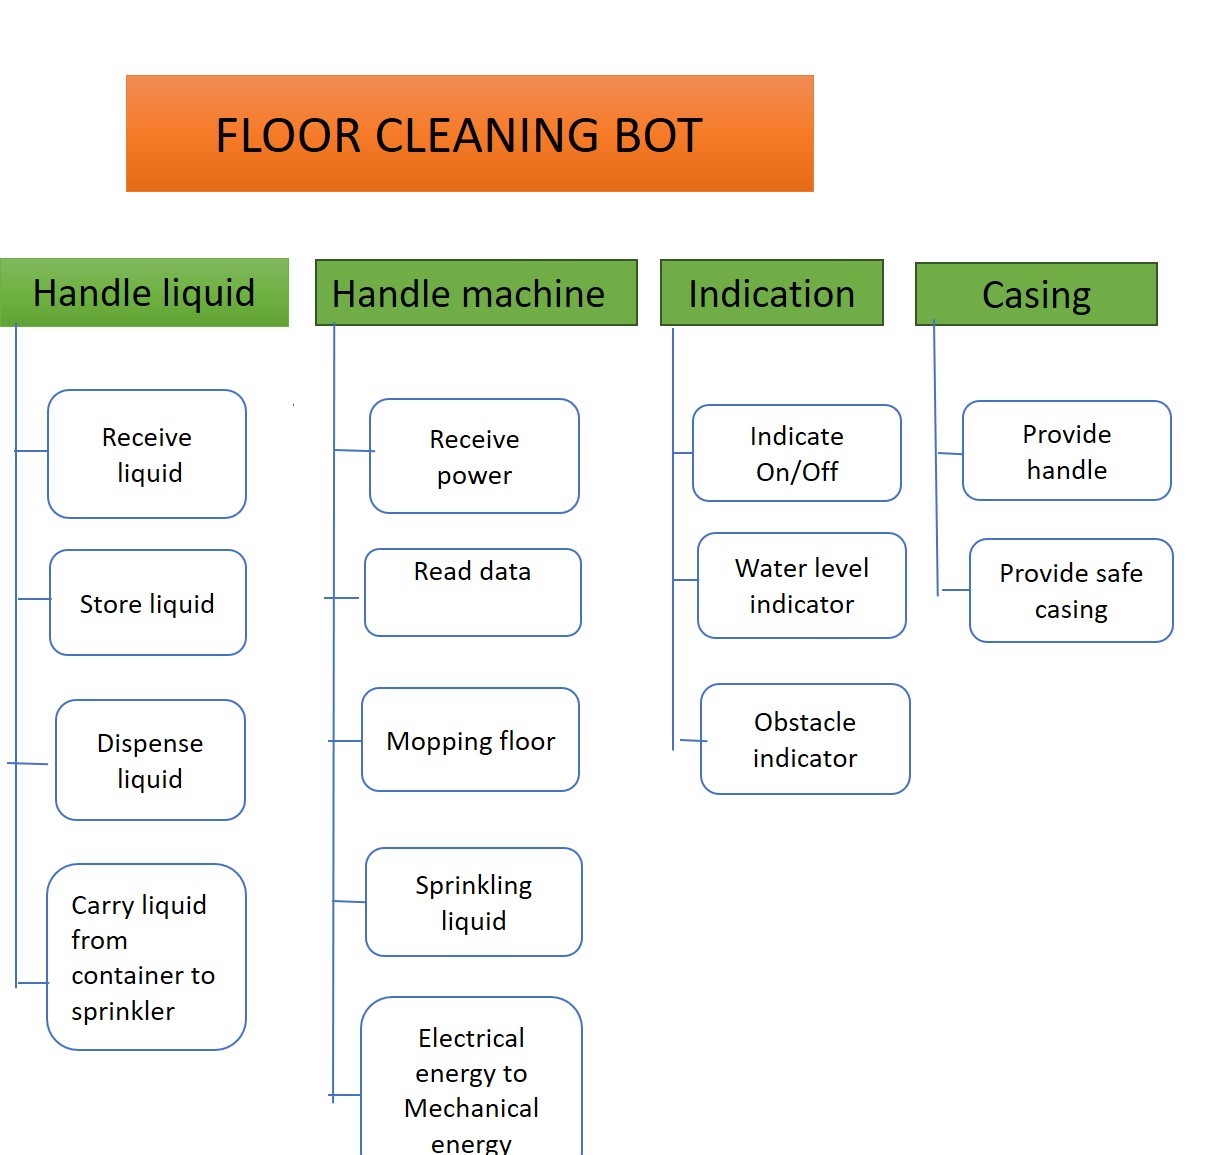 FLOOR CLEANING BOT
Handle liquid
Receive
liquid
Store liquid
Dispense
liquid
Carry liquid
from
container to
sprinkler
Handle machine
Receive
power
Read data
Mopping floor
Sprinkling
liquid
Electrical
energy to
Mechanical
energy
Indication
Indicate
On/Off
Water level
indicator
Obstacle
indicator
Casing
Provide
handle
Provide safe
casing